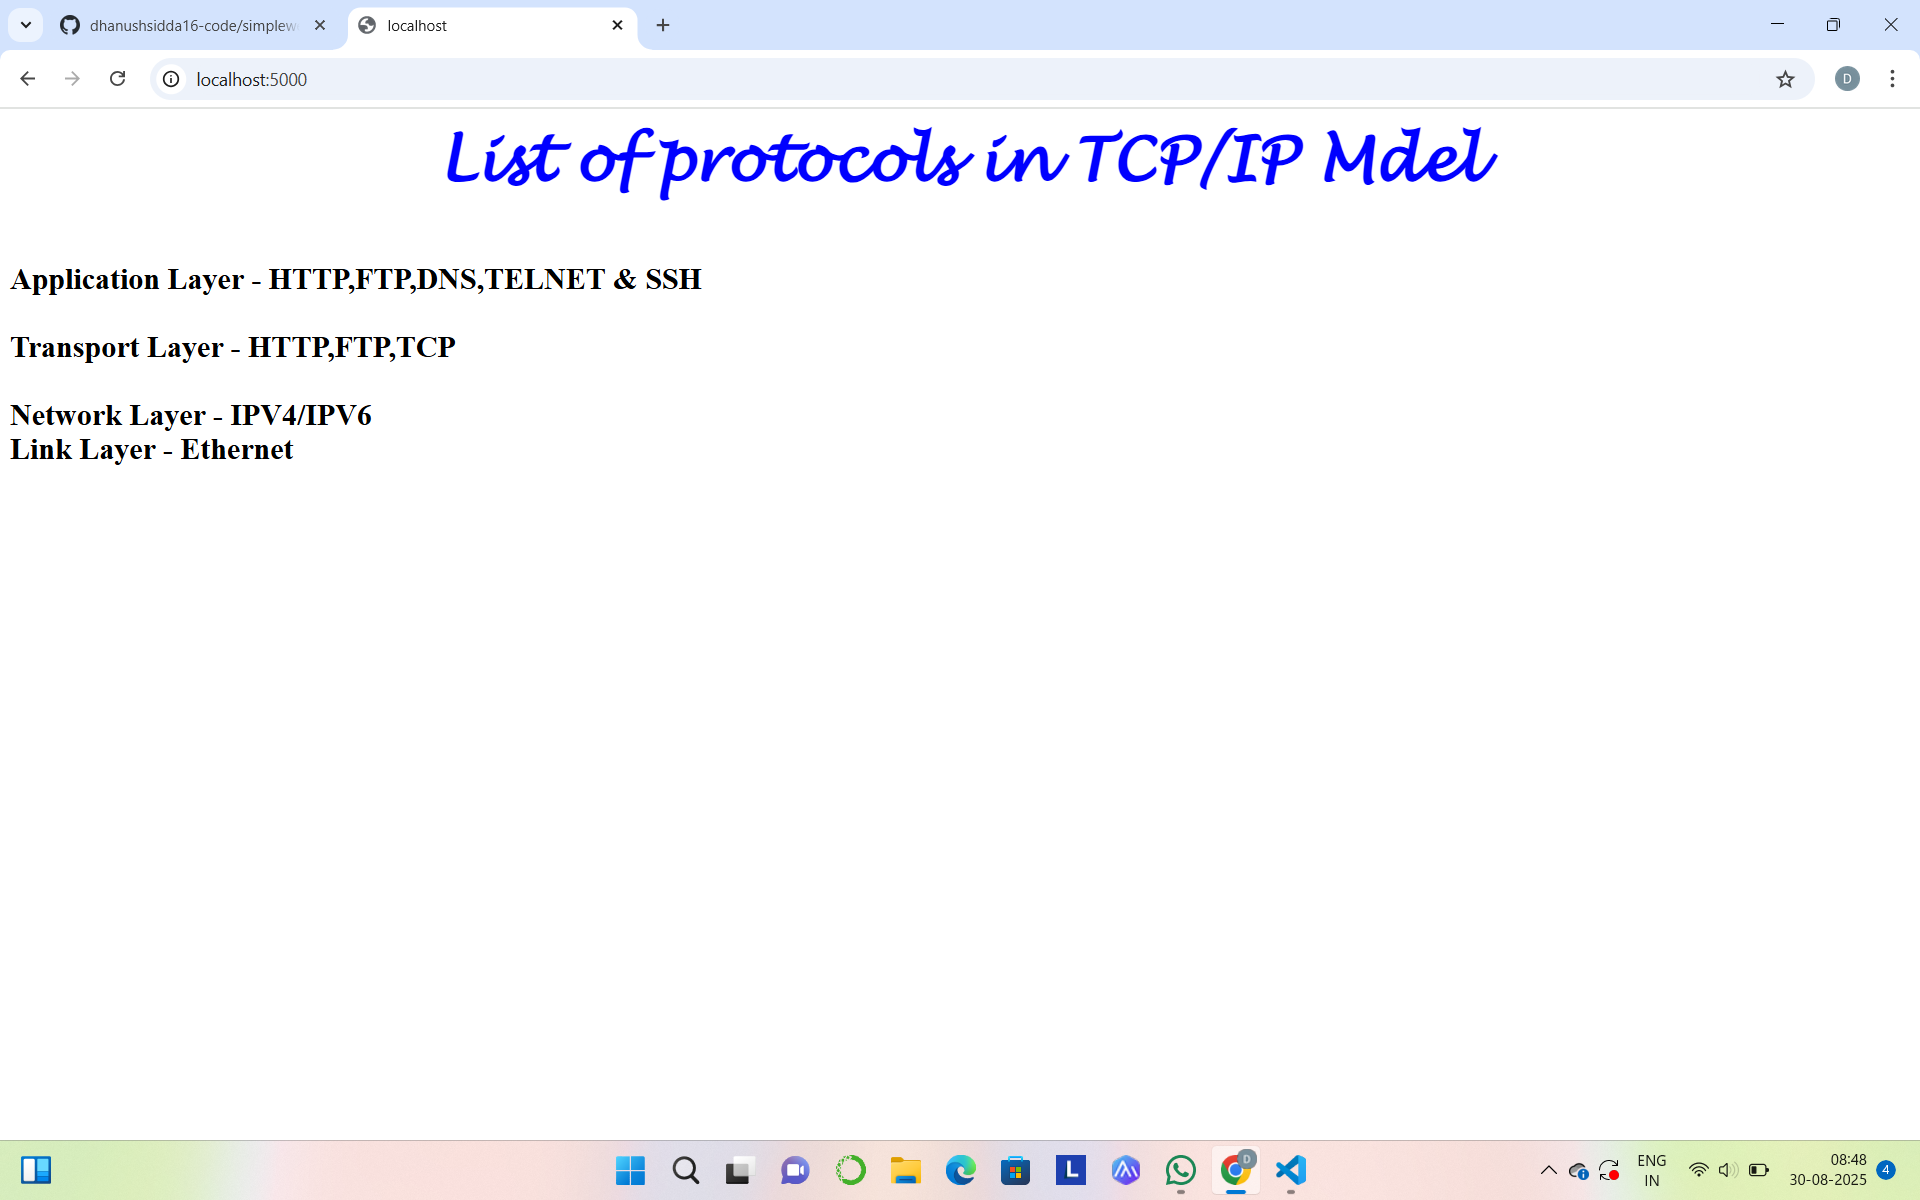 dhanushsidda16-code/simplew
localhost
localhost:5000
D
List of protocols in TCP/IP Mdel
Application Layer - HTTP,FTP,DNS,TELNET & SSH
Transport Layer - HTTP,FTP,TCP
Network Layer - IPV4/IPV6
Link Layer - Ethernet
L
D
ENG
IN
08:48
30-08-2025
4